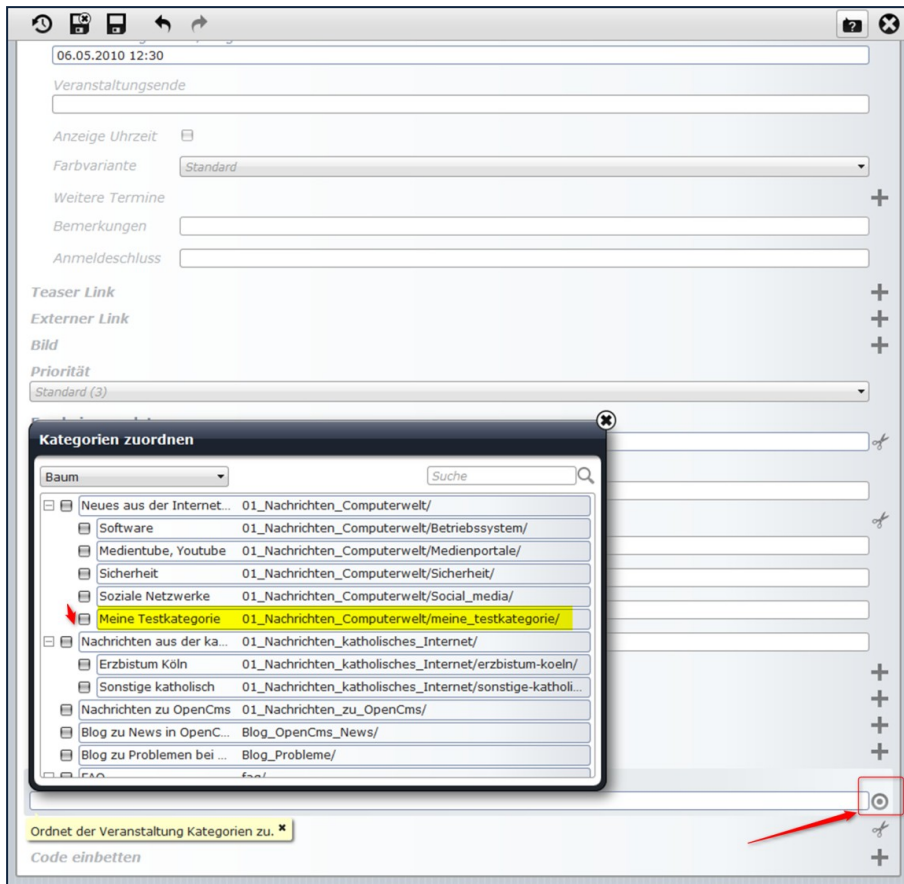 06.05.2010 12:30
Veranstaltungsende
Anzeige Uhrzeit
Farbvariante Standard
Weitere Termine
Bemerkungen
Anmeldeschluss
Teaser Link
Externer Link
Bild
Priorität
Standard (3)
Kategorien zuordnen
Baum Suche
Neues aus der Internet... 01_Nachrichten_Computerwelt/
Software 01_Nachrichten_Computerwelt/Betriebssystem/
Medientube, Youtube 01_Nachrichten_Computerwelt/Medienportale/
Sicherheit 01_Nachrichten_Computerwelt/Sicherheit/
Soziale Netzwerke 01_Nachrichten_Computerwelt/Social_media/
Meine Testkategorie 01_Nachrichten_Computerwelt/meine_testkategorie/
Nachrichten aus der ka... 01_Nachrichten_katholisches_Internet/
Erzbistum Köln 01_Nachrichten_katholisches_Internet/erzbistum-koeln/
Sonstige katholisch 01_Nachrichten_katholisches_Internet/sonstige-katholi...
Nachrichten zu OpenCms 01_Nachrichten_zu_OpenCms/
Blog zu News in OpenC... Blog_OpenCms_News/
Blog zu Problemen bei ... Blog_Probleme/
FAQ faq/
Ordnet der Veranstaltung Kategorien zu.
Code einbetten